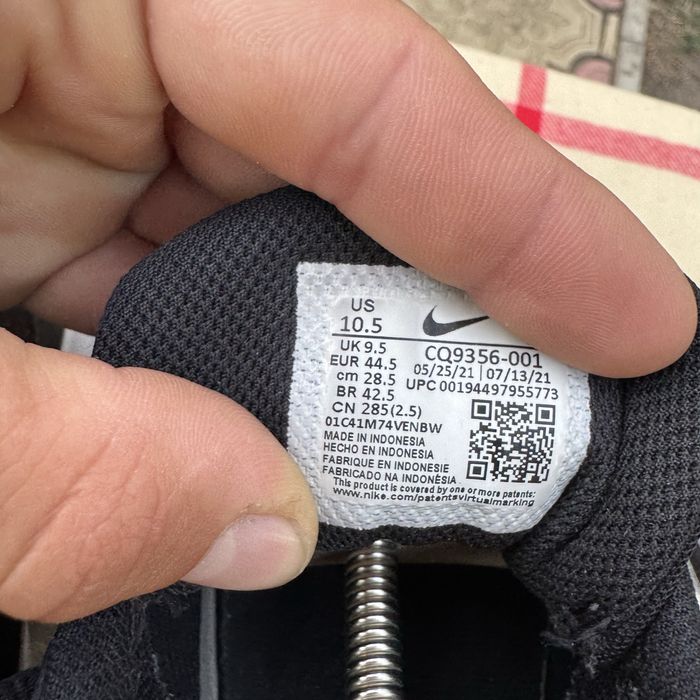 US
10.5
UK 9.5
EUR 44.5
cm 28.5
BR 42.5
CN 285(2.5)
CQ9356-001
05/25/21 | 07/13/21
UPC 00194497955773
01C41M74VENBW
MADE IN INDONESIA
HECHO EN INDONESIA
FABRIQUE EN INDONESIE
FABRICADO NA INDONÉSIA
This product is covered by one or more patents:
www.nike.com/patentsvirtualmarking